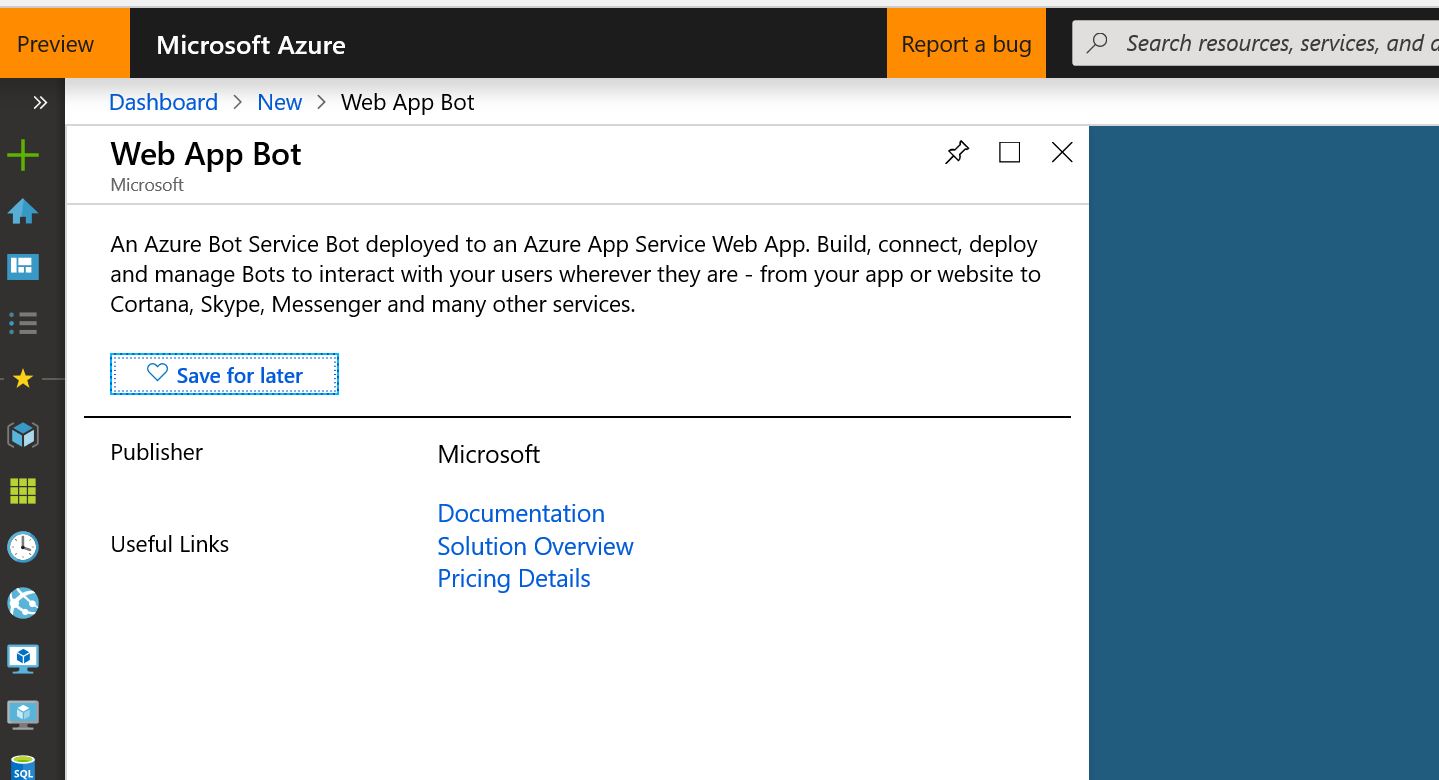 Preview
Microsoft Azure
Report a bug
Search resources, services, and
Dashboard > New > Web App Bot
Web App Bot
Microsoft
An Azure Bot Service Bot deployed to an Azure App Service Web App. Build, connect, deploy
and manage Bots to interact with your users wherever they are - from your app or website to
Cortana, Skype, Messenger and many other services.
Save for later
Publisher
Microsoft
Useful Links
Documentation
Solution Overview
Pricing Details
SQL